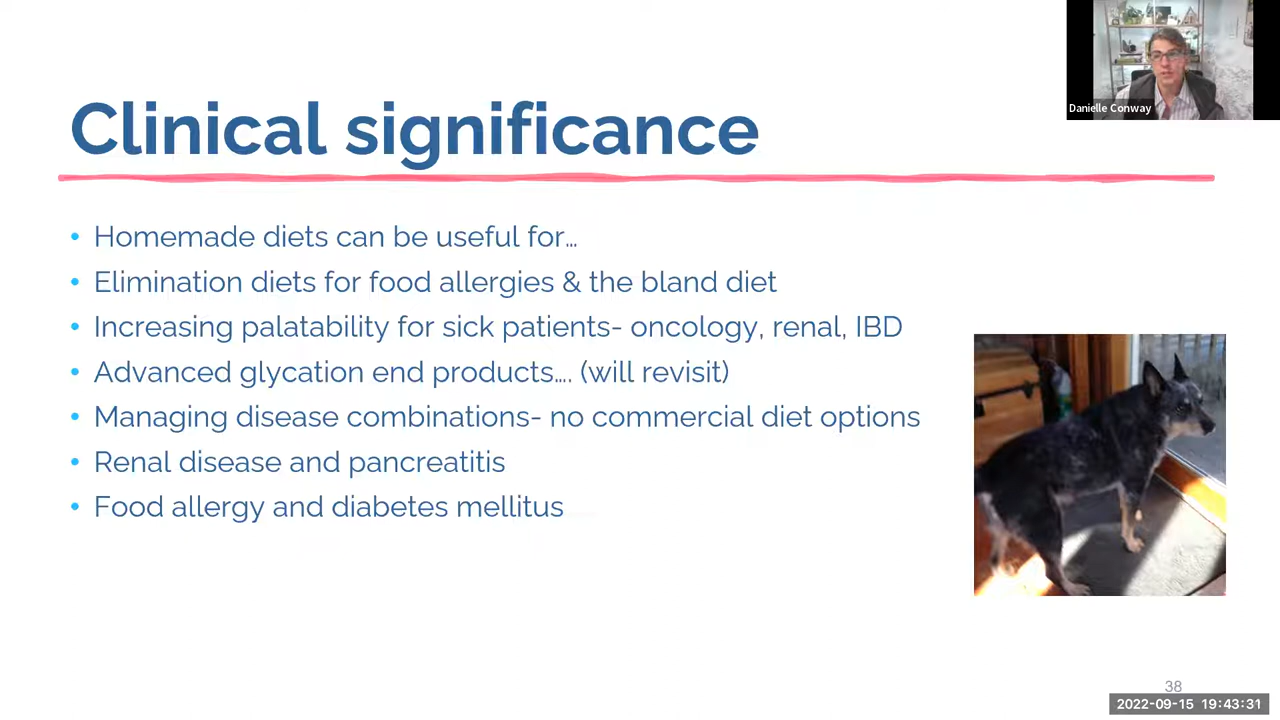 Danielle Conway
Clinical significance
• Homemade diets can be useful for…
• Elimination diets for food allergies & the bland diet
• Increasing palatability for sick patients- oncology, renal, IBD
• Advanced glycation end products…. (will revisit)
• Managing disease combinations- no commercial diet options
• Renal disease and pancreatitis
• Food allergy and diabetes mellitus
38
2022-09-15 19:43:31